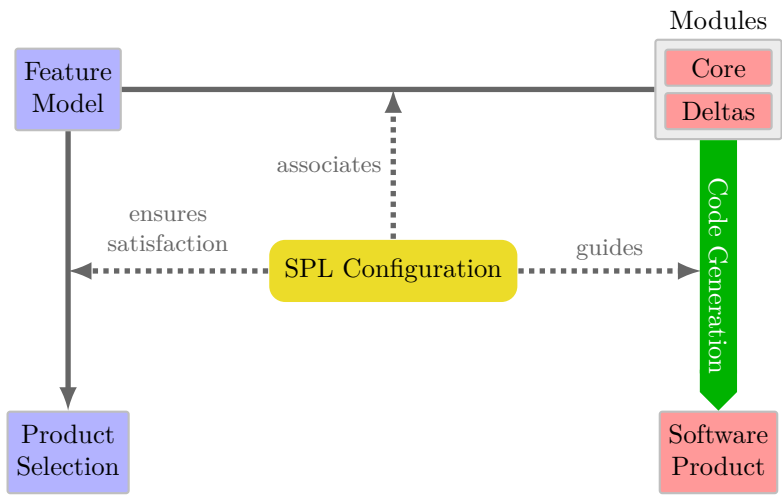 Modules
Feature
Model
Core
Deltas
associates
ensures
satisfaction
SPL Configuration
guides
Code Generation
Product
Selection
Software
Product